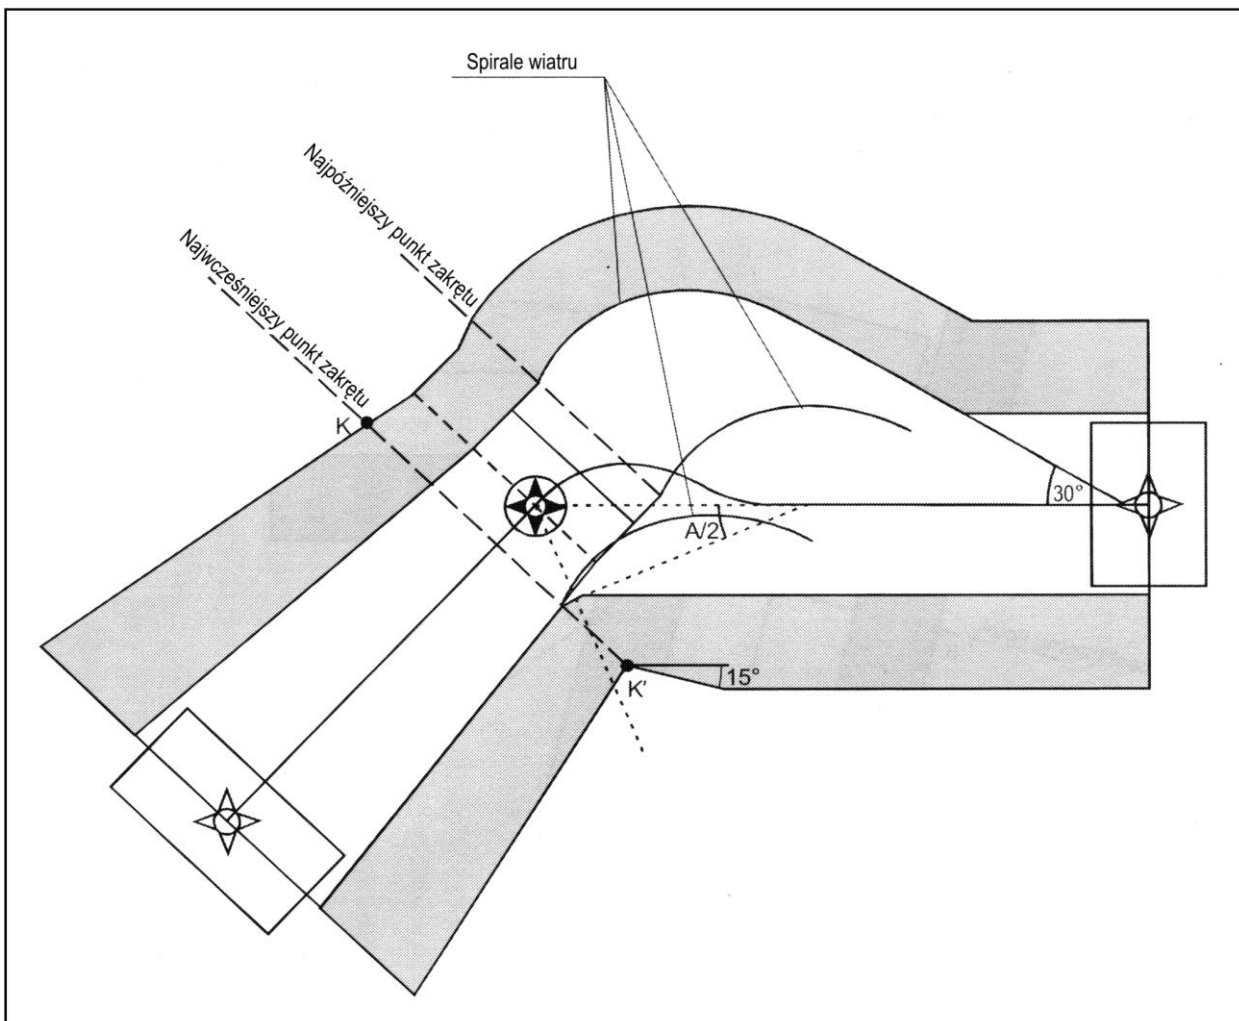 Spirale wiatru
Najpóźniejszy punkt zakrętu
Najwcześniejszy punkt zakrętu
K
30°
A/2
K'
15°